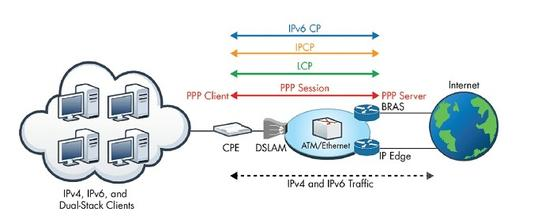 IPv6 CP
IPCP
LCP
PPP Client
PPP Session
PPP Server
Internet
BRAS
CPE
DSLAM
ATM/Ethernet
IP Edge
IPv4 and IPv6 Traffic
IPv4, IPv6, and
Dual-Stack Clients